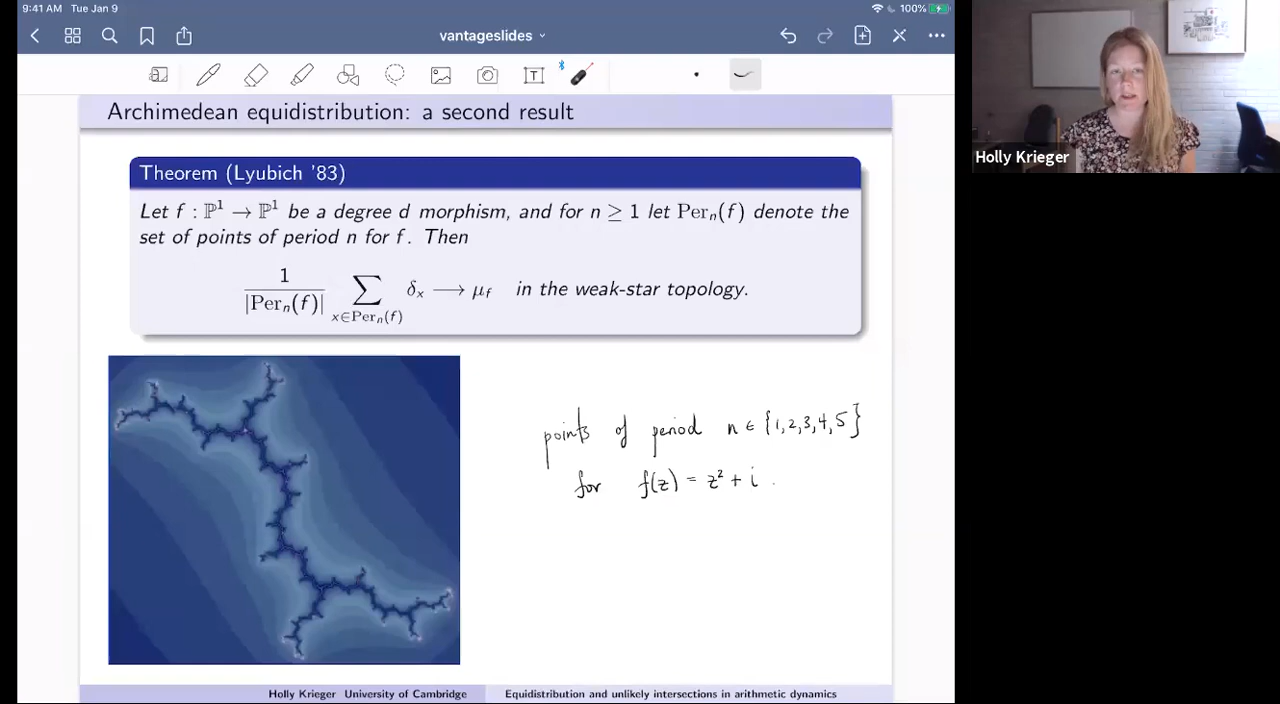 9:41 AM Tue Jan 9
100%
vantageslides
T
Archimedean equidistribution: a second result
Theorem (Lyubich '83)
Let f : ℙ¹ → ℙ¹ be a degree d morphism, and for n ≥ 1 let Perₙ(f) denote the
set of points of period n for f. Then
1/|Perₙ(f)| ∑_{x∈Perₙ(f)} δₓ ⟶ μ_f in the weak-star topology.
points of period n ∈ {1,2,3,4,5}
for f(z) = z² + i .
Holly Krieger University of Cambridge
Equidistribution and unlikely intersections in arithmetic dynamics
Holly Krieger